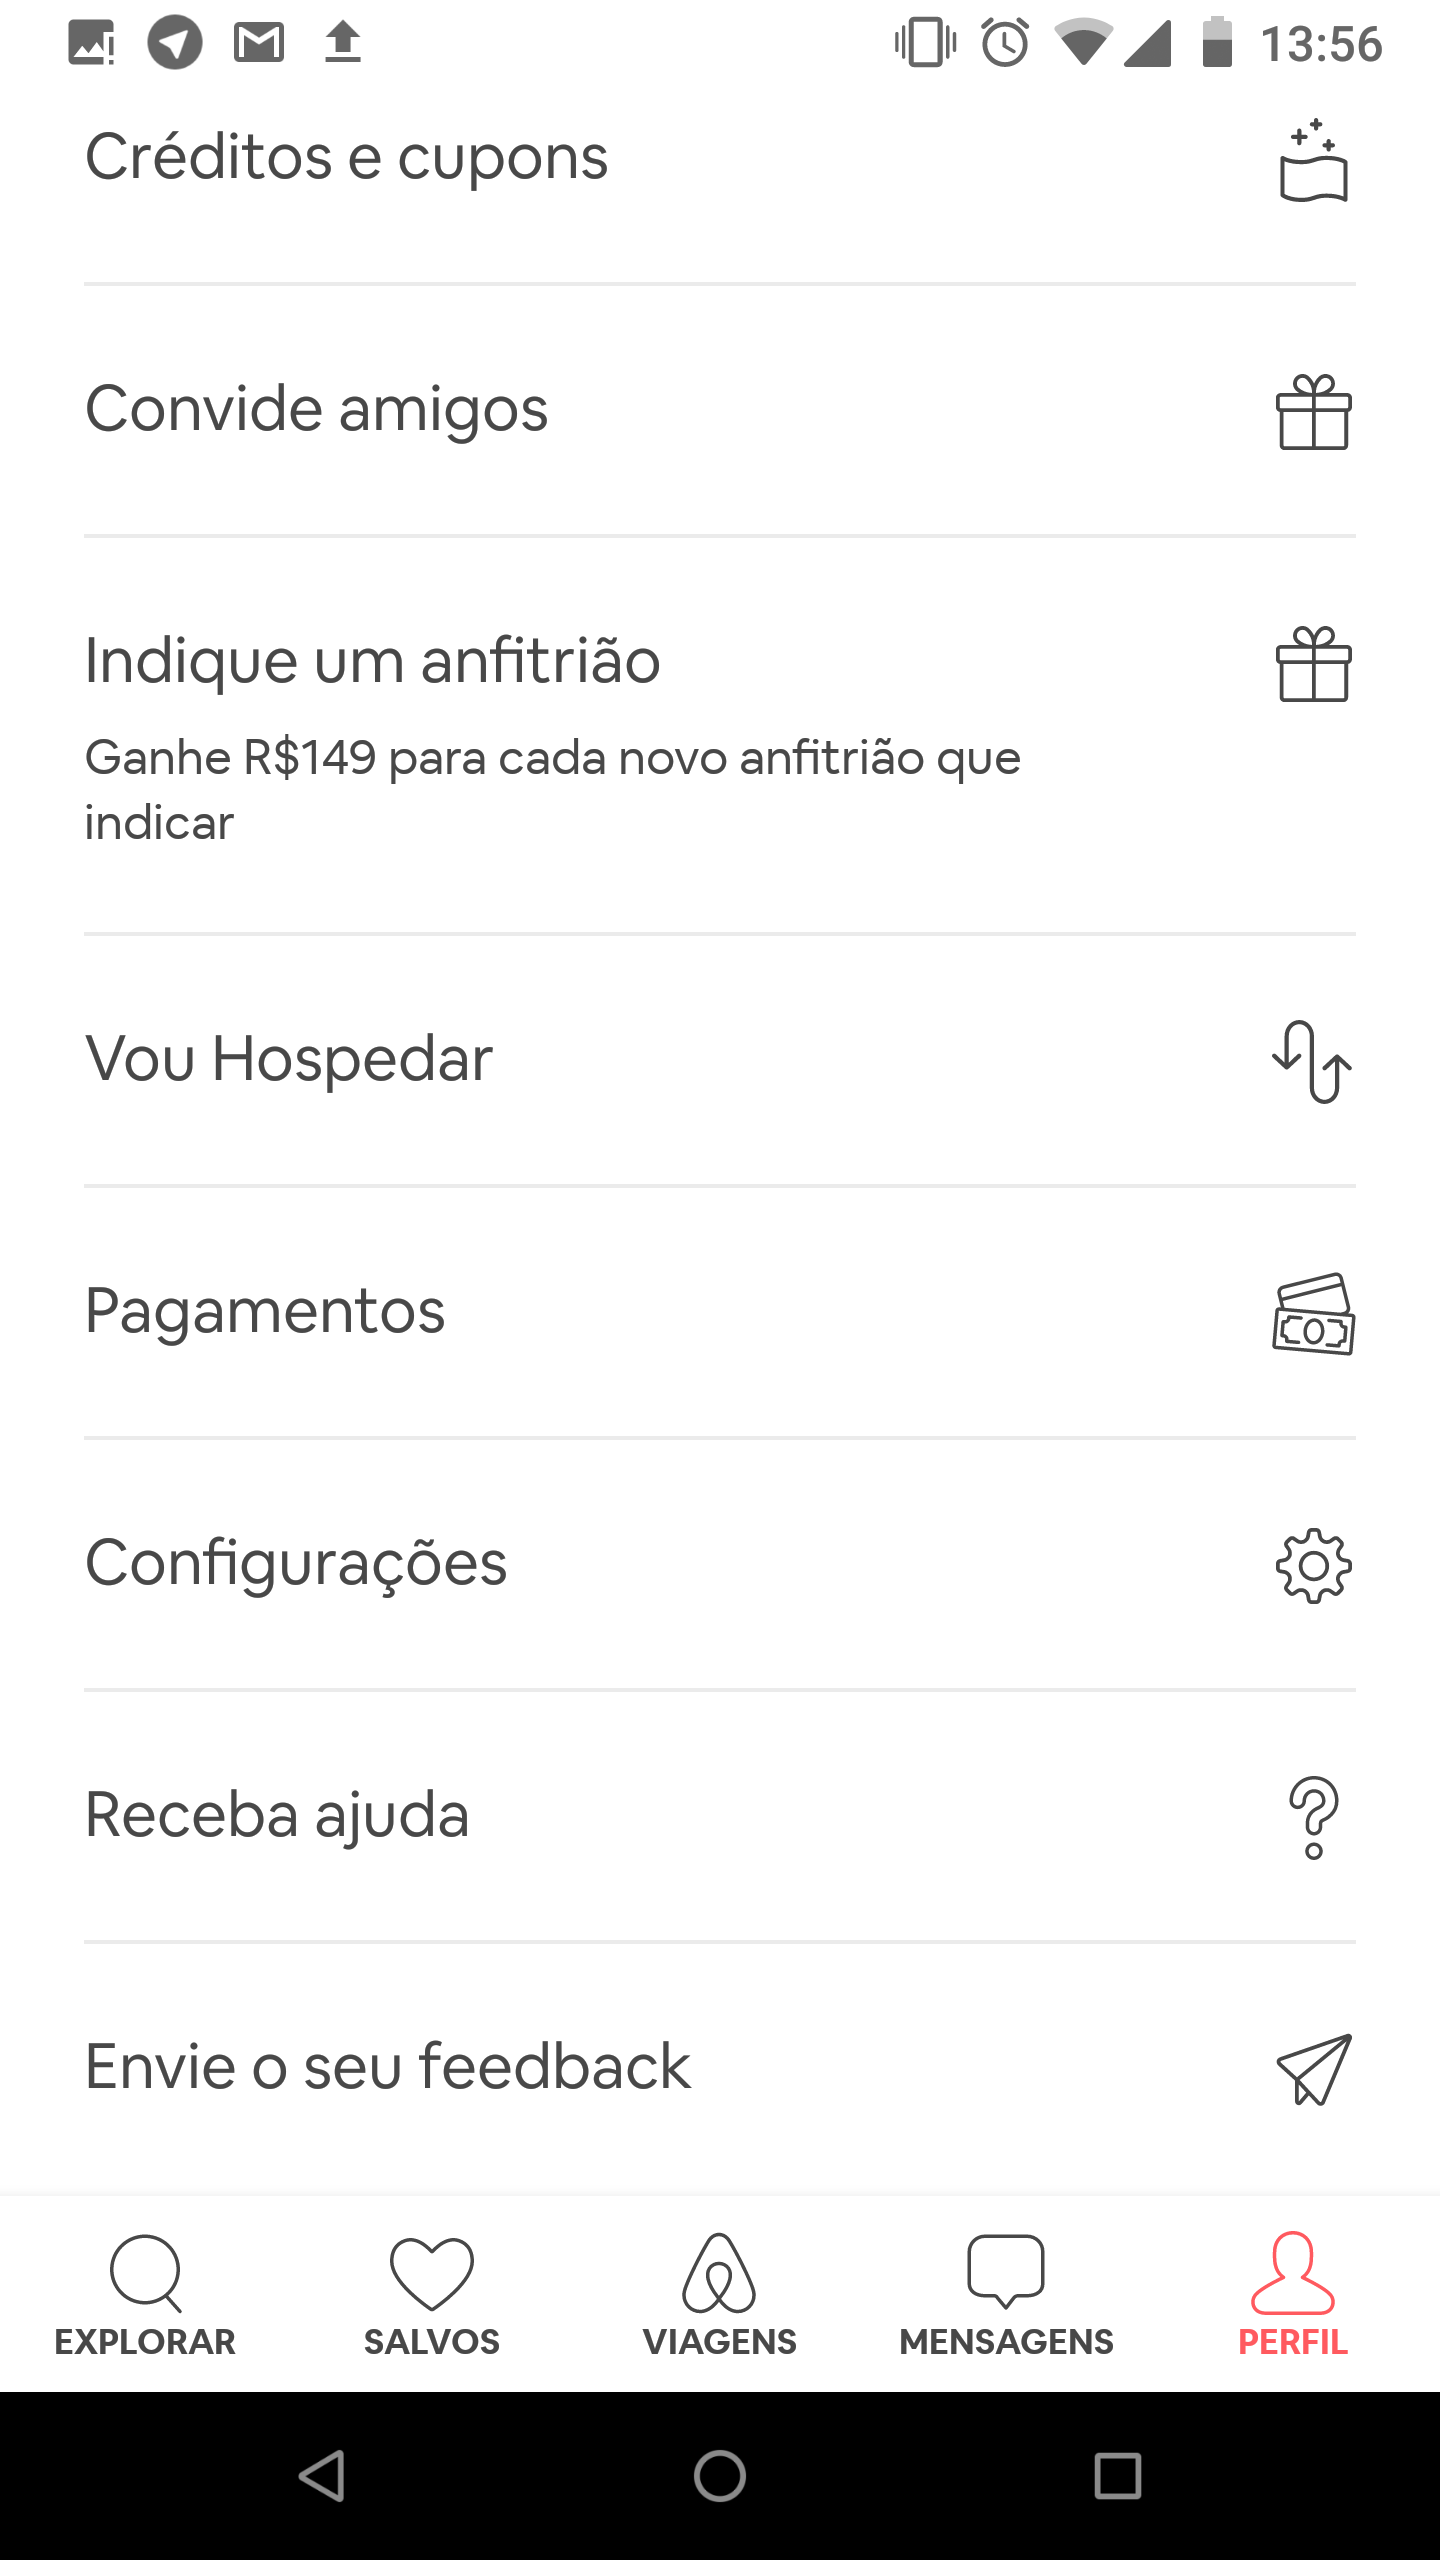 13:56
Créditos e cupons
Convide amigos
Indique um anfitrião
Ganhe R$149 para cada novo anfitrião que
indicar
Vou Hospedar
Pagamentos
Configurações
Receba ajuda
Envie o seu feedback
EXPLORAR SALVOS VIAGENS MENSAGENS PERFIL